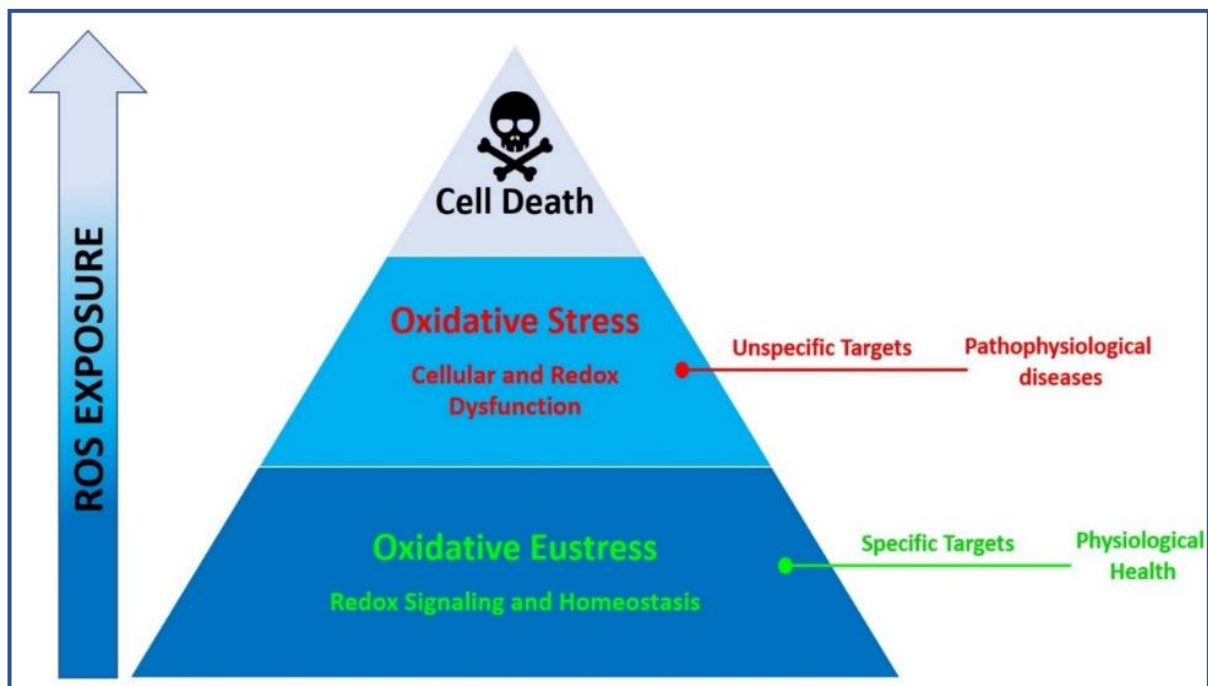 ROS EXPOSURE
Cell Death
Oxidative Stress
Cellular and Redox
Dysfunction
Unspecific Targets
Pathophysiological
diseases
Oxidative Eustress
Redox Signaling and Homeostasis
Specific Targets
Physiological
Health